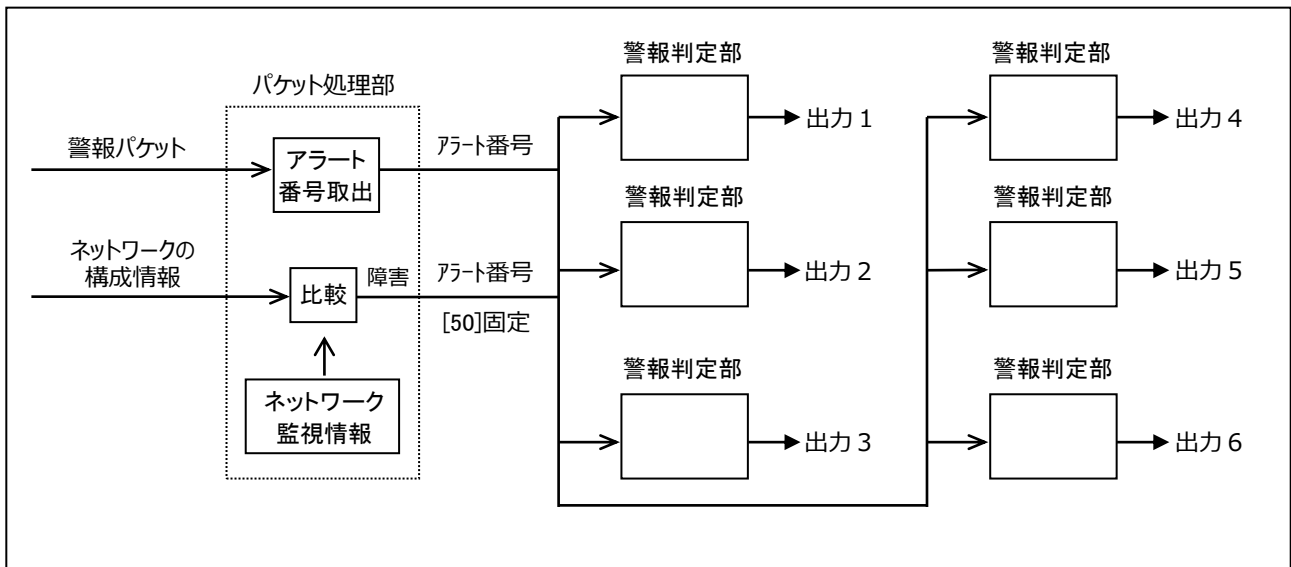 パケット処理部
警報パケット
アラート
番号取出
アラート番号
ネットワークの
構成情報
比較
障害
アラート番号
[50]固定
ネットワーク
監視情報
警報判定部
出力１
警報判定部
出力２
警報判定部
出力３
警報判定部
出力４
警報判定部
出力５
警報判定部
出力６